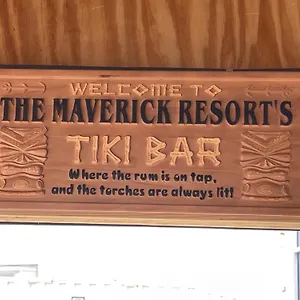 WELCOME TO
THE MAVERICK RESORT'S
TIKI BAR
Where the rum is on tap,
and the torches are always lit!